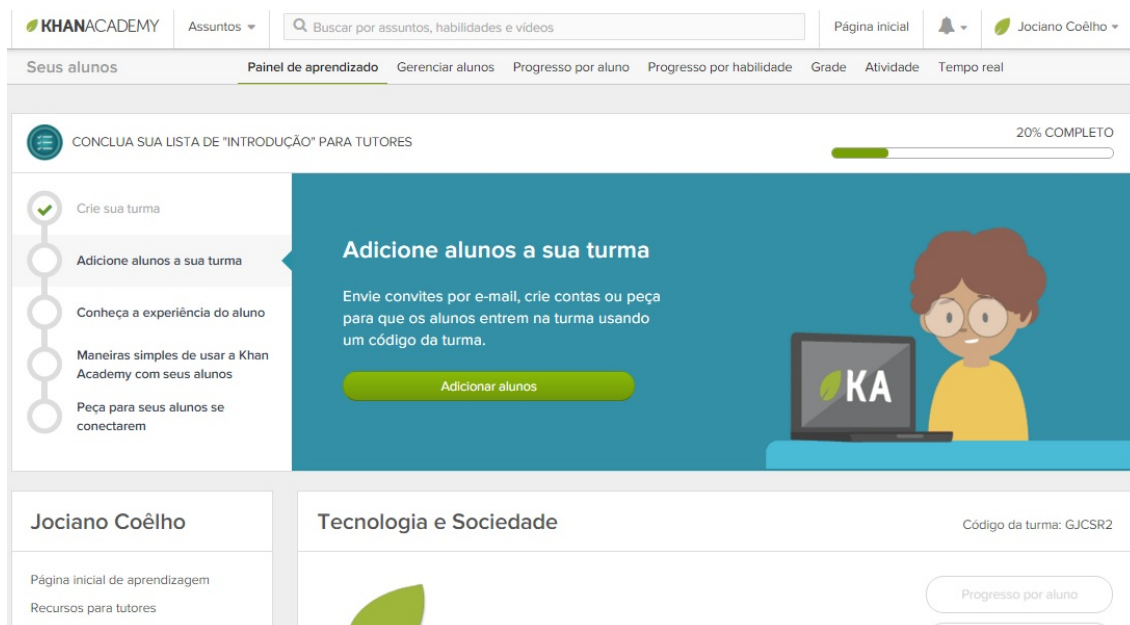 KHANACADEMY
Assuntos
Buscar por assuntos, habilidades e vídeos
Página inicial
Jociano Coêlho
Seus alunos
Painel de aprendizado
Gerenciar alunos
Progresso por aluno
Progresso por habilidade
Grade
Atividade
Tempo real
CONCLUA SUA LISTA DE "INTRODUÇÃO" PARA TUTORES
20% COMPLETO
Crie sua turma
Adicione alunos a sua turma
Conheça a experiência do aluno
Maneiras simples de usar a Khan
Academy com seus alunos
Peça para seus alunos se
conectarem
Adicione alunos a sua turma
Envie convites por e-mail, crie contas ou peça
para que os alunos entrem na turma usando
um código da turma.
Adicionar alunos
KA
Jociano Coêlho
Página inicial de aprendizagem
Recursos para tutores
Tecnologia e Sociedade
Código da turma: GJCSR2
Progresso por aluno